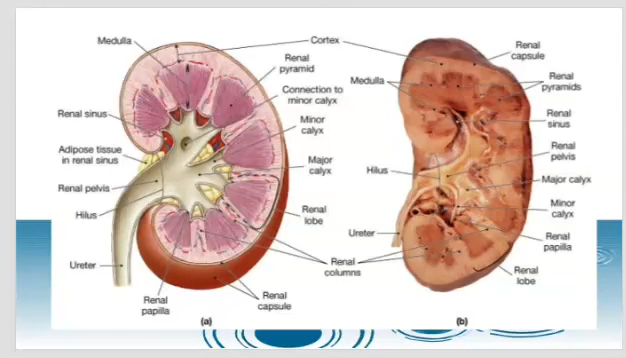 Medulla
Cortex
Renal
pyramid
Connection to
minor calyx
Minor
calyx
Major
calyx
Renal
lobe
Renal
columns
Renal
capsule
Renal
papilla
Renal sinus
Adipose tissue
in renal sinus
Renal pelvis
Hilus
Ureter
(a)
Renal
capsule
Medulla
Renal
pyramids
Renal
sinus
Renal
pelvis
Hilus
Major calyx
Minor
calyx
Ureter
Renal
papilla
Renal
lobe
(b)